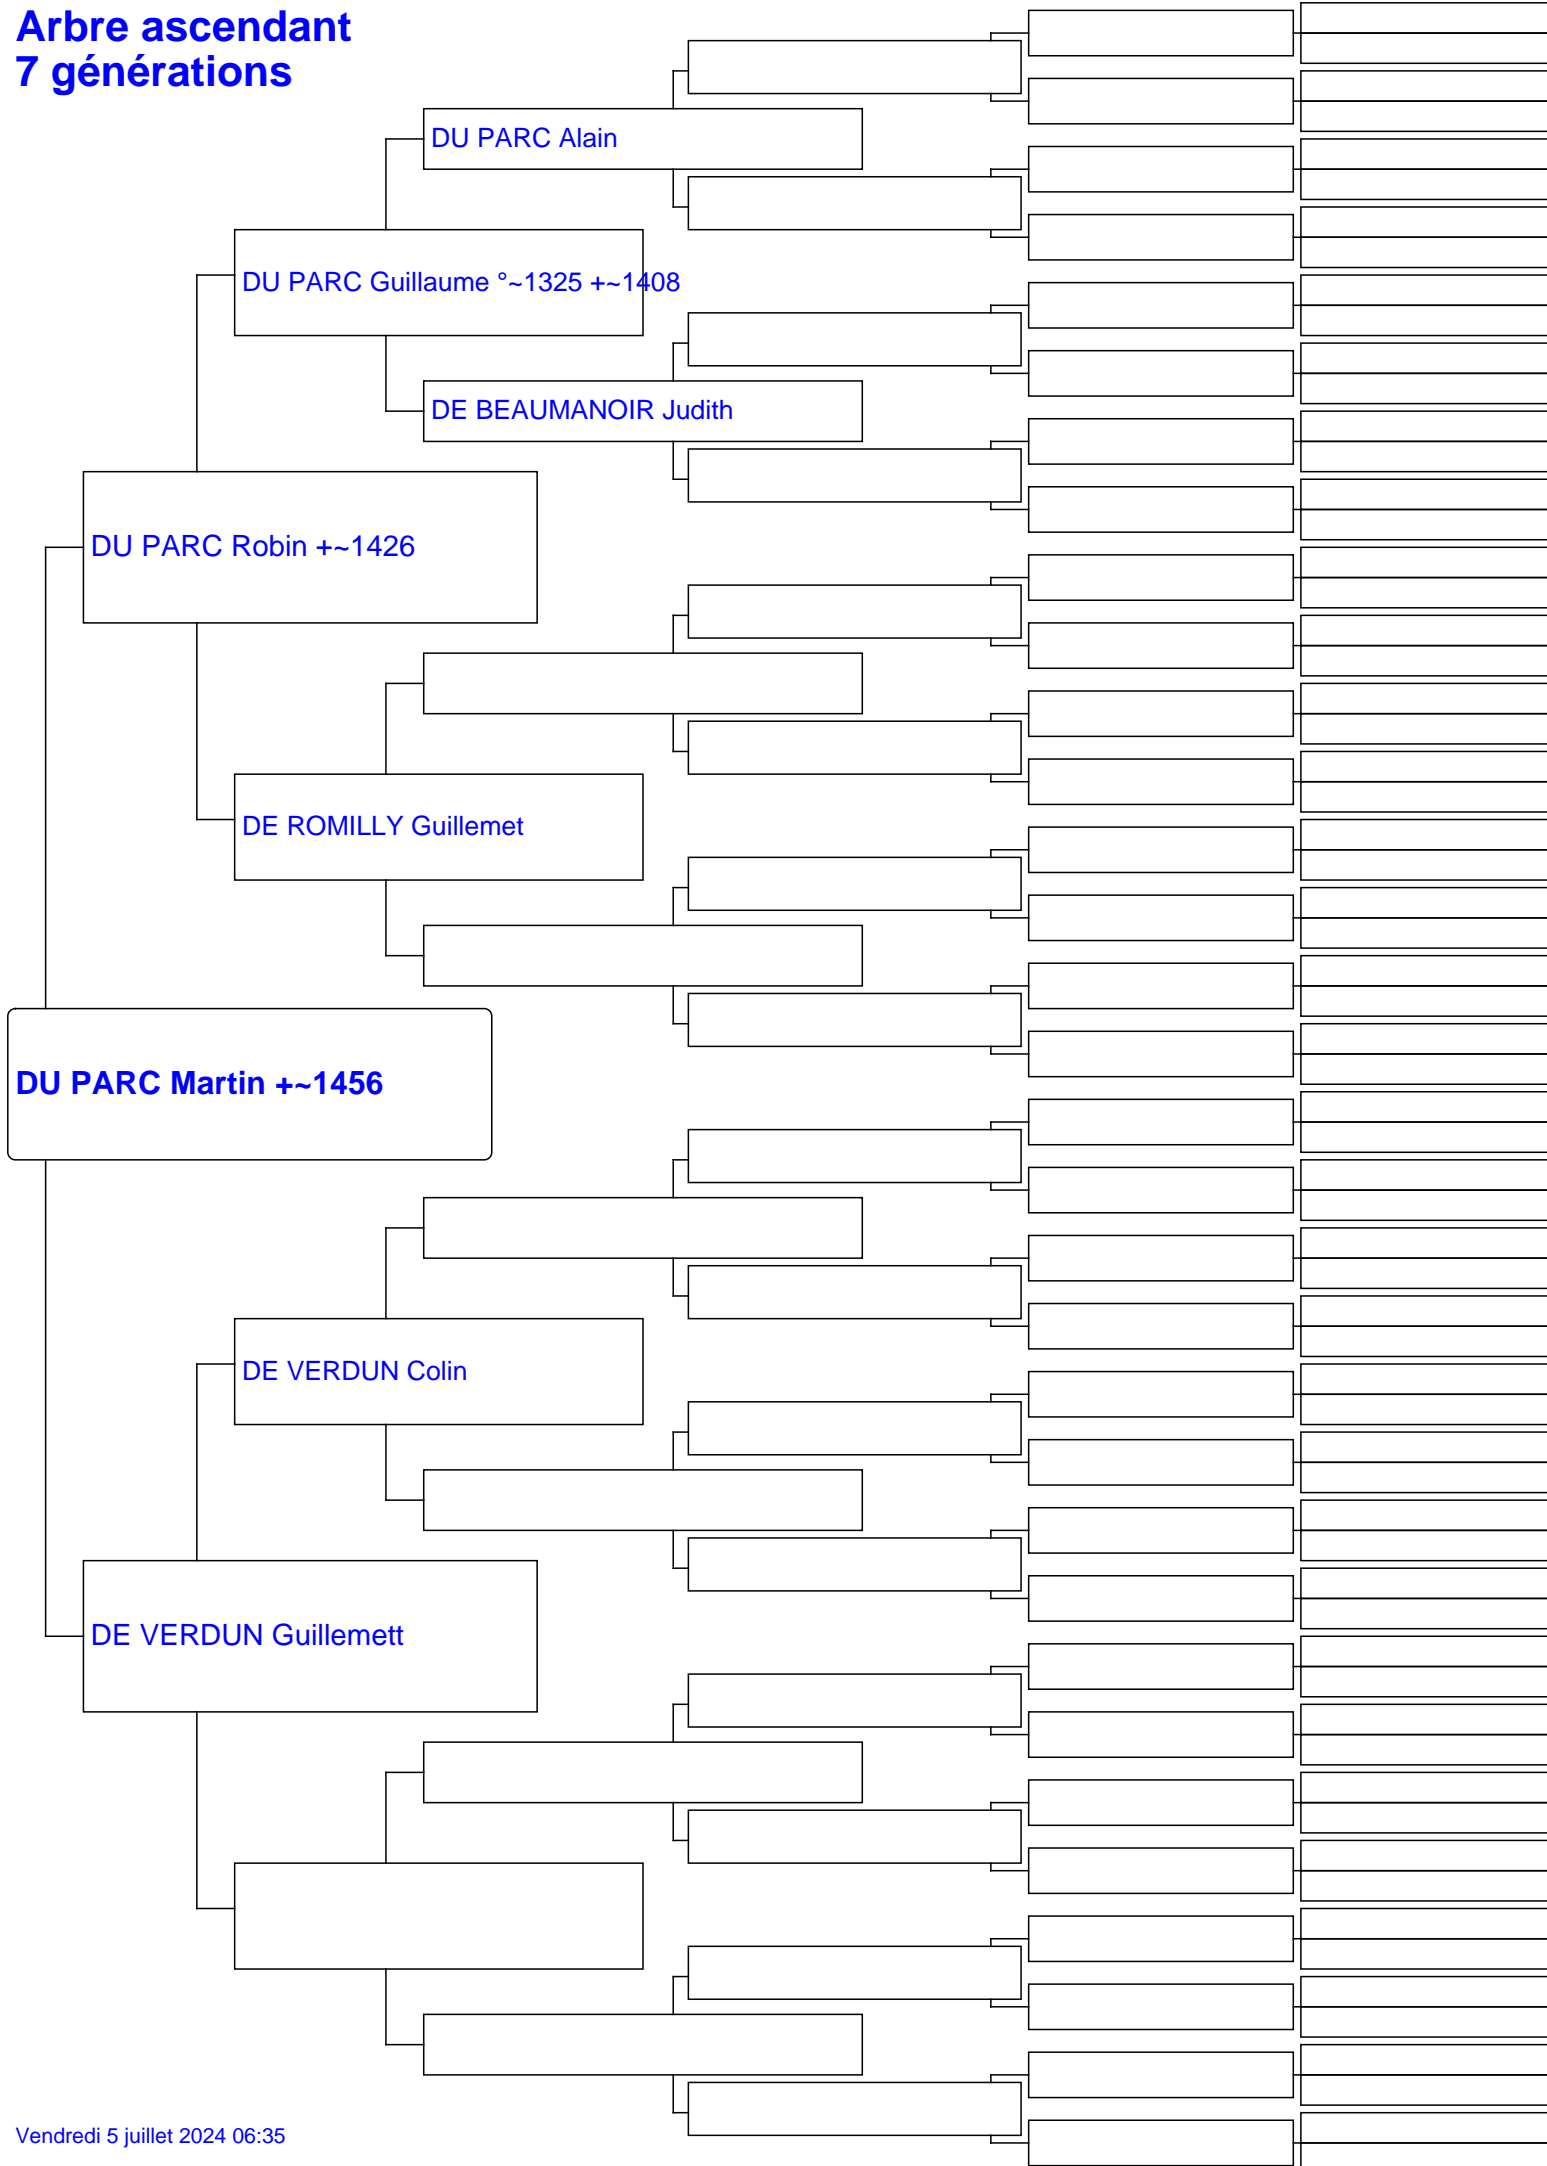 Arbre ascendant
7 générations
DU PARC Alain
DU PARC Guillaume °~1325 +~1408
DE BEAUMANOIR Judith
DU PARC Robin +~1426
DE ROMILLY Guillemet
DU PARC Martin +~1456
DE VERDUN Colin
DE VERDUN Guillemett
Vendredi 5 juillet 2024 06:35